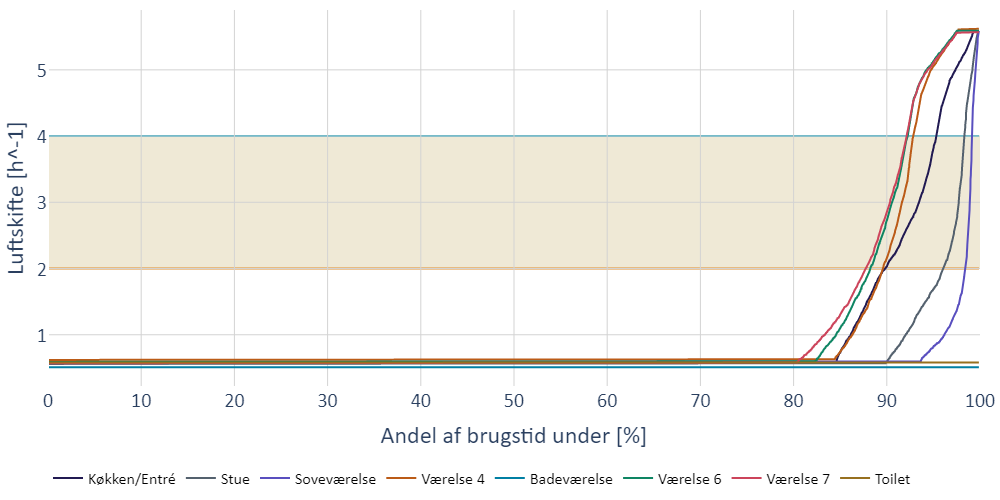 Luftskifte [h^-1]
5
4
3
2
1
0 10 20 30 40 50 60 70 80 90 100
Andel af brugstid under [%]
Køkken/Entré Stue Soveværelse Værelse 4 Badeværelse Værelse 6 Værelse 7 Toilet